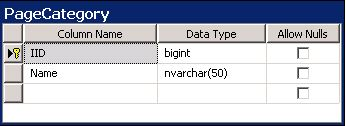 PageCategory
Column Name Data Type Allow Nulls
IID bigint
Name nvarchar(50)